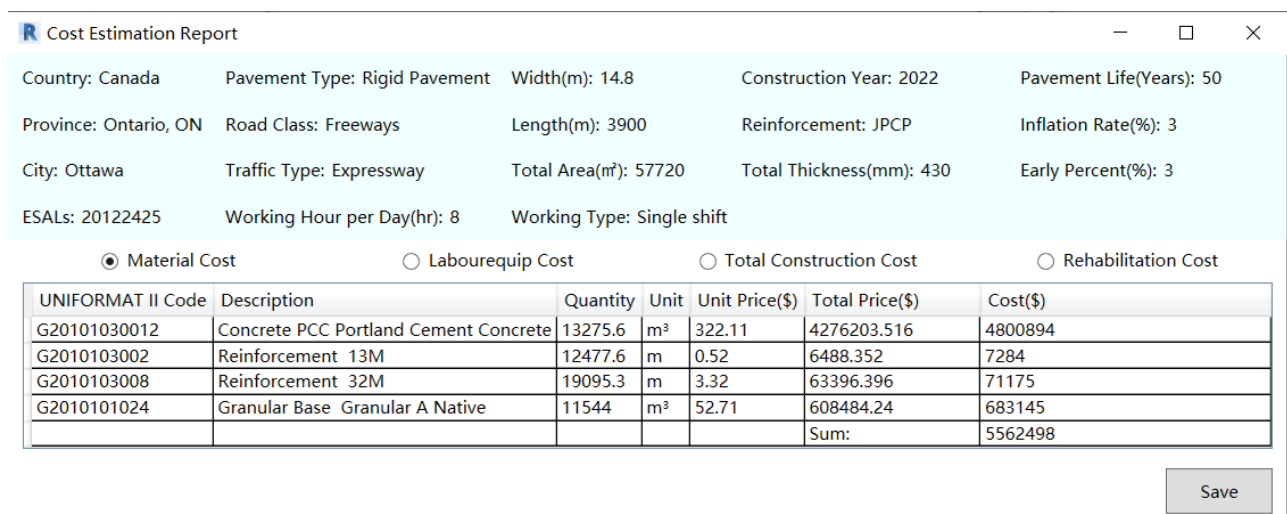 Cost Estimation Report
Country: Canada Pavement Type: Rigid Pavement Width(m): 14.8 Construction Year: 2022 Pavement Life(Years): 50
Province: Ontario, ON Road Class: Freeways Length(m): 3900 Reinforcement: JPCP Inflation Rate(%): 3
City: Ottawa Traffic Type: Expressway Total Area(㎡): 57720 Total Thickness(mm): 430 Early Percent(%): 3
ESALs: 20122425 Working Hour per Day(hr): 8 Working Type: Single shift
Material Cost Labourequip Cost Total Construction Cost Rehabilitation Cost
UNIFORMAT II Code Description Quantity Unit Unit Price($) Total Price($) Cost($)
G20101030012 Concrete PCC Portland Cement Concrete 13275.6 m³ 322.11 4276203.516 4800894
G2010103002 Reinforcement 13M 12477.6 m 0.52 6488.352 7284
G2010103008 Reinforcement 32M 19095.3 m 3.32 63396.396 71175
G2010101024 Granular Base Granular A Native 11544 m³ 52.71 608484.24 683145
Sum: 5562498
Save